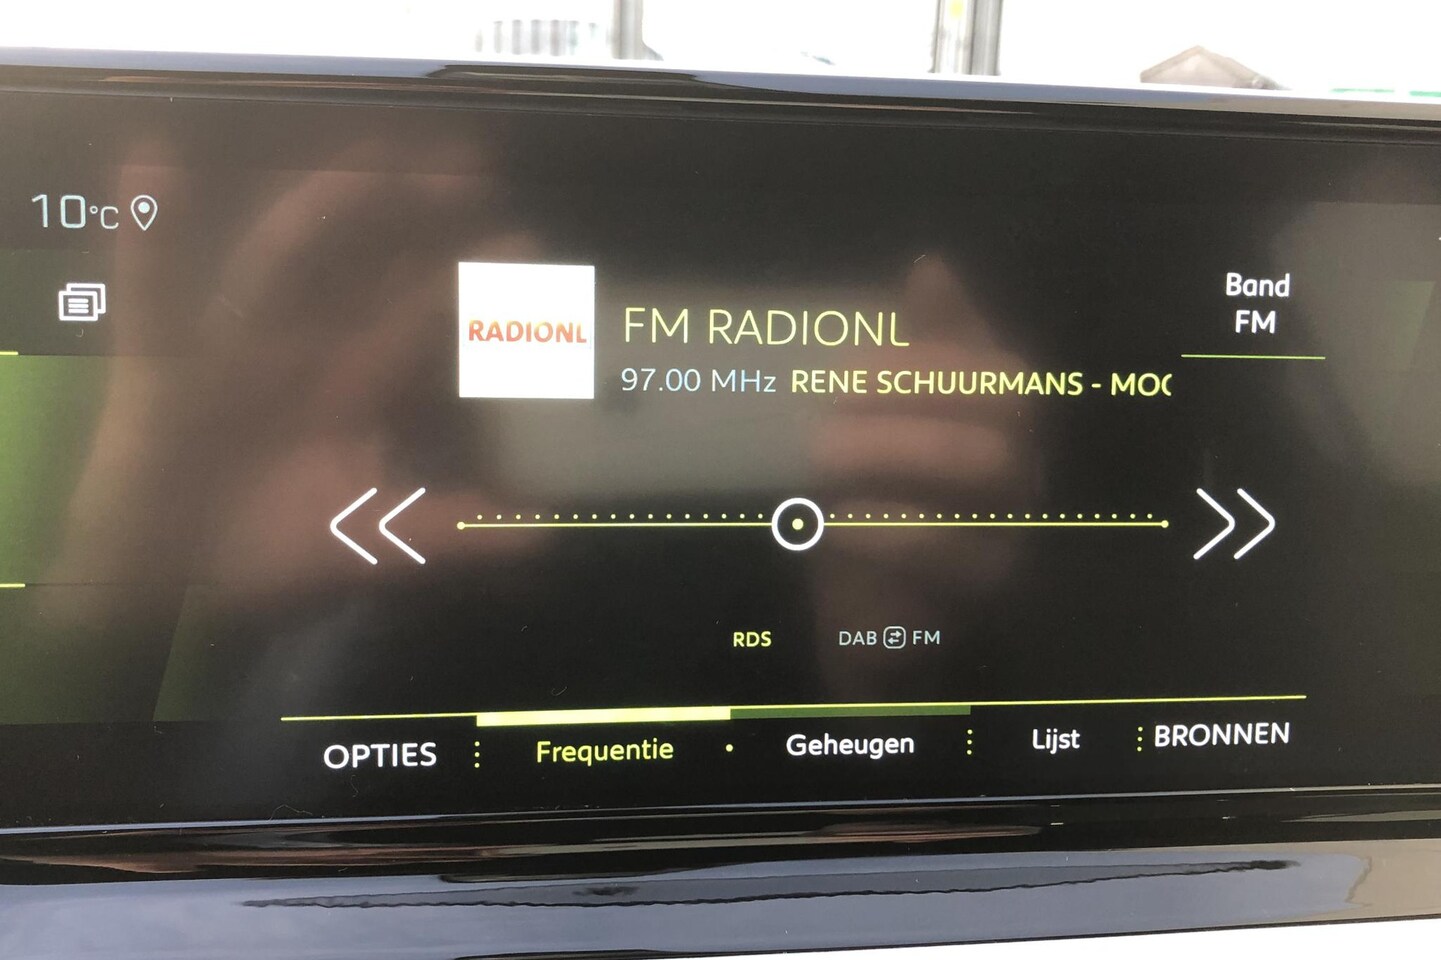 10°C
RADIONL
FM RADIONL
97.00 MHz RENE SCHUURMANS - MOO
Band
FM
RDS DAB FM
OPTIES Frequentie Geheugen Lijst BRONNEN